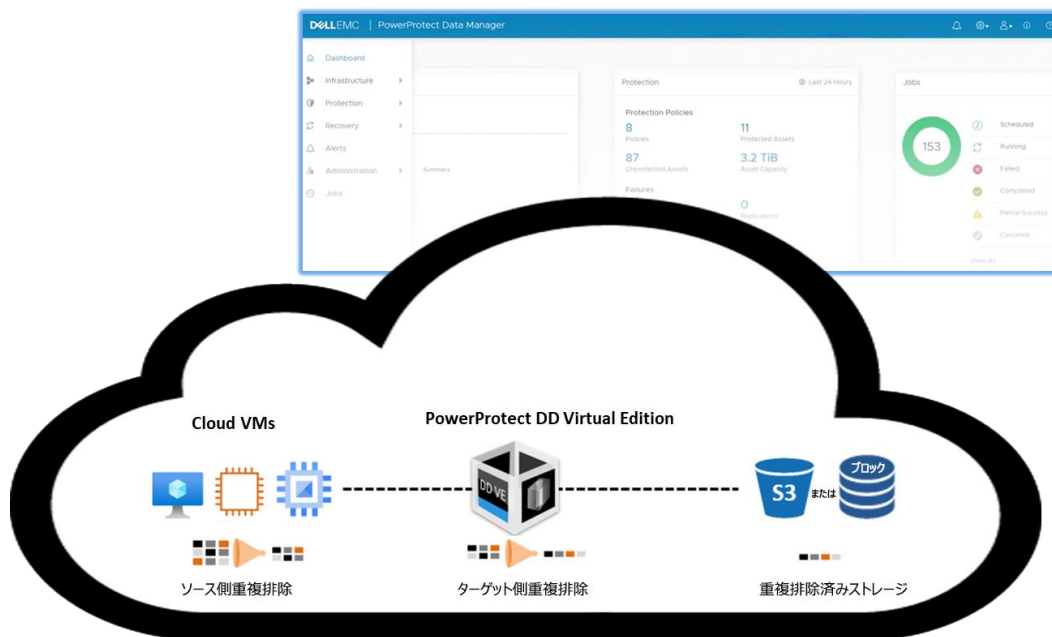 DELLEMC | PowerProtect Data Manager
Dashboard
Infrastructure
Protection
Recovery
Alerts
Administration
Jobs
Summary
Protection
Last 24 Hours
Protection Policies
8
Policies
11
Protected Assets
87
Unprotected Assets
3.2 TiB
Asset Capacity
Failures
0
Replications
Jobs
153
Scheduled
Running
Failed
Completed
Partial Success
Canceled
View All
Cloud VMs
PowerProtect DD Virtual Edition
DD VE
S3
または
ブロック
ソース側重複排除
ターゲット側重複排除
重複排除済みストレージ